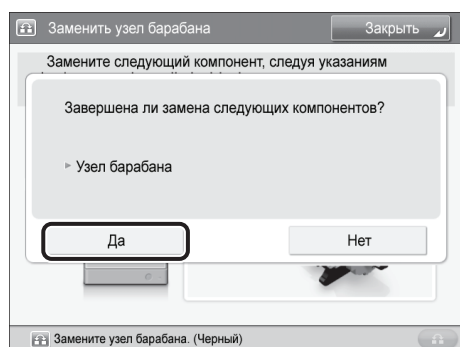 Заменить узел барабана
Закрыть
Замените следующий компонент, следуя указаниям
Завершена ли замена следующих компонентов?
Узел барабана
Да
Нет
Замените узел барабана. (Черный)